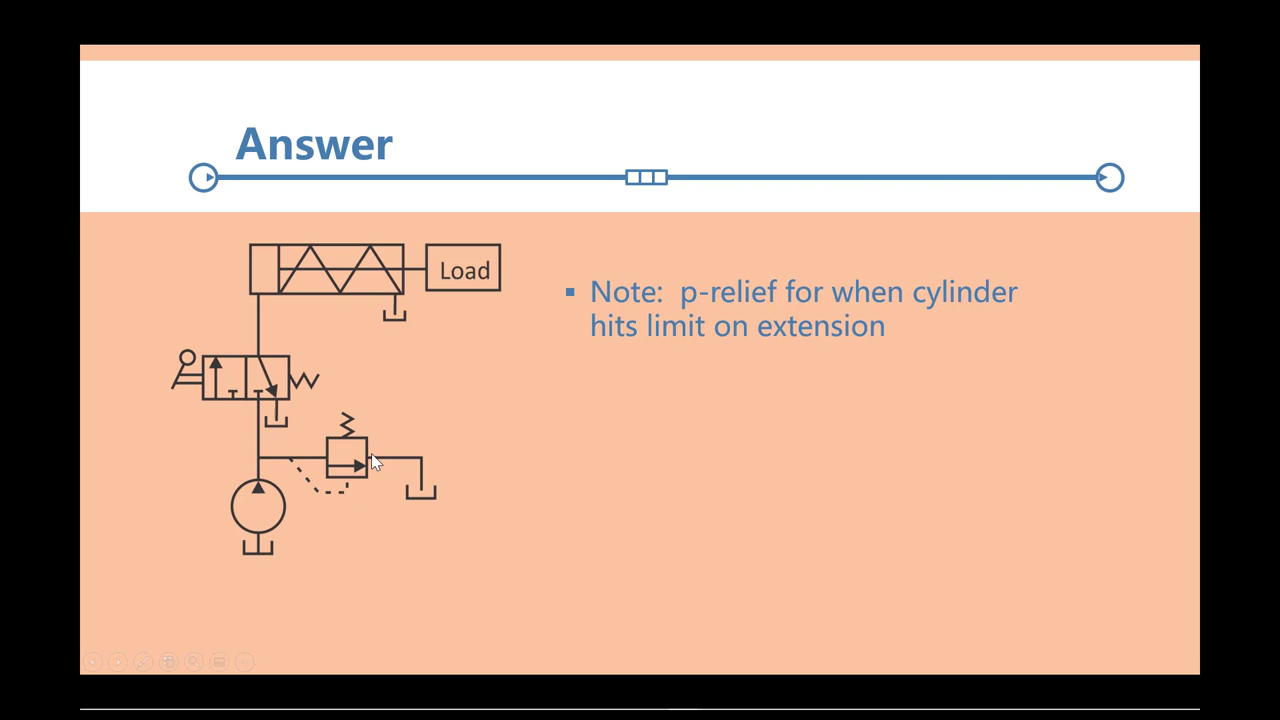 Answer
Load
Note:  p-relief for when cylinder
hits limit on extension